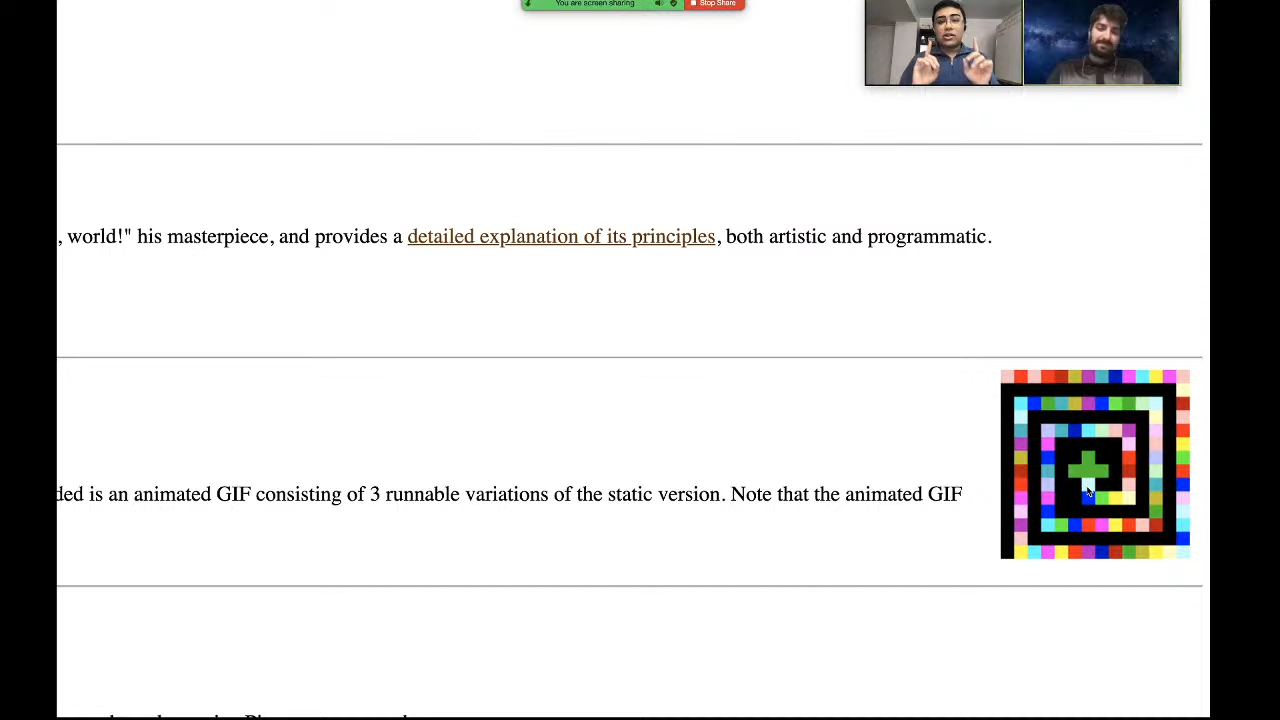 You are screen sharing
Stop Share
, world!" his masterpiece, and provides a detailed explanation of its principles, both artistic and programmatic.
ded is an animated GIF consisting of 3 runnable variations of the static version. Note that the animated GIF